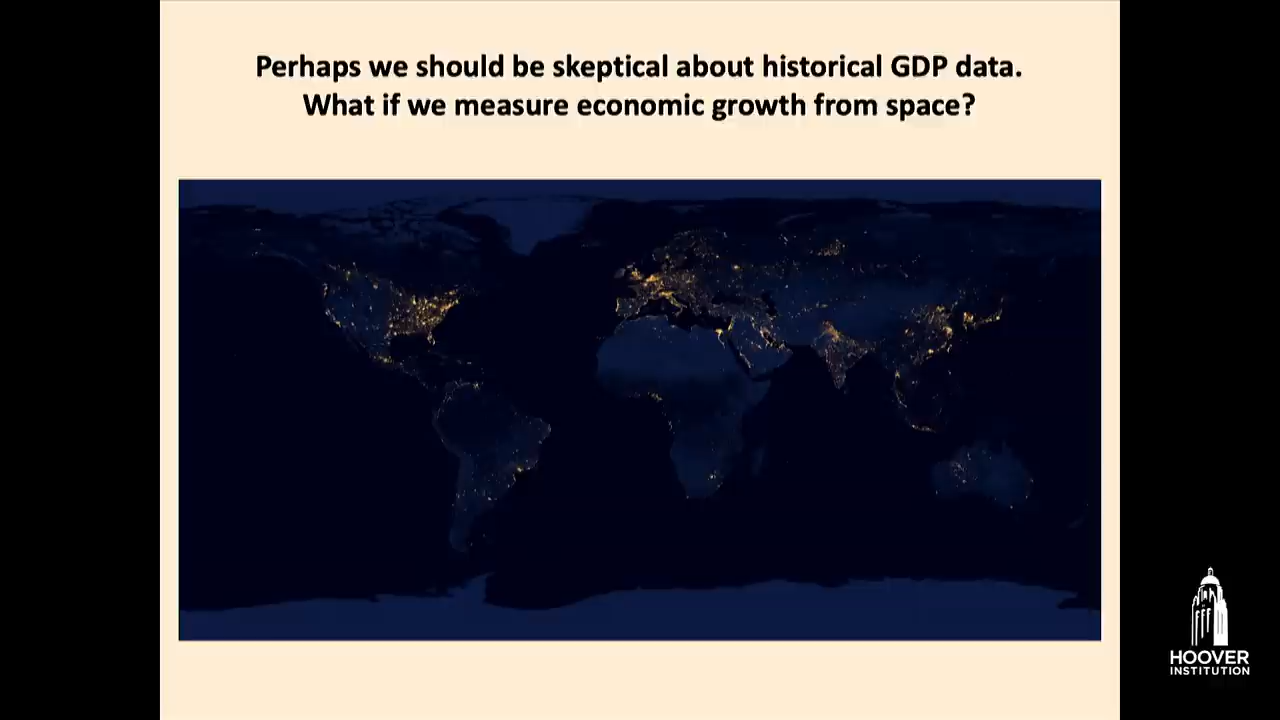 Perhaps we should be skeptical about historical GDP data.
What if we measure economic growth from space?
HOOVER
INSTITUTION